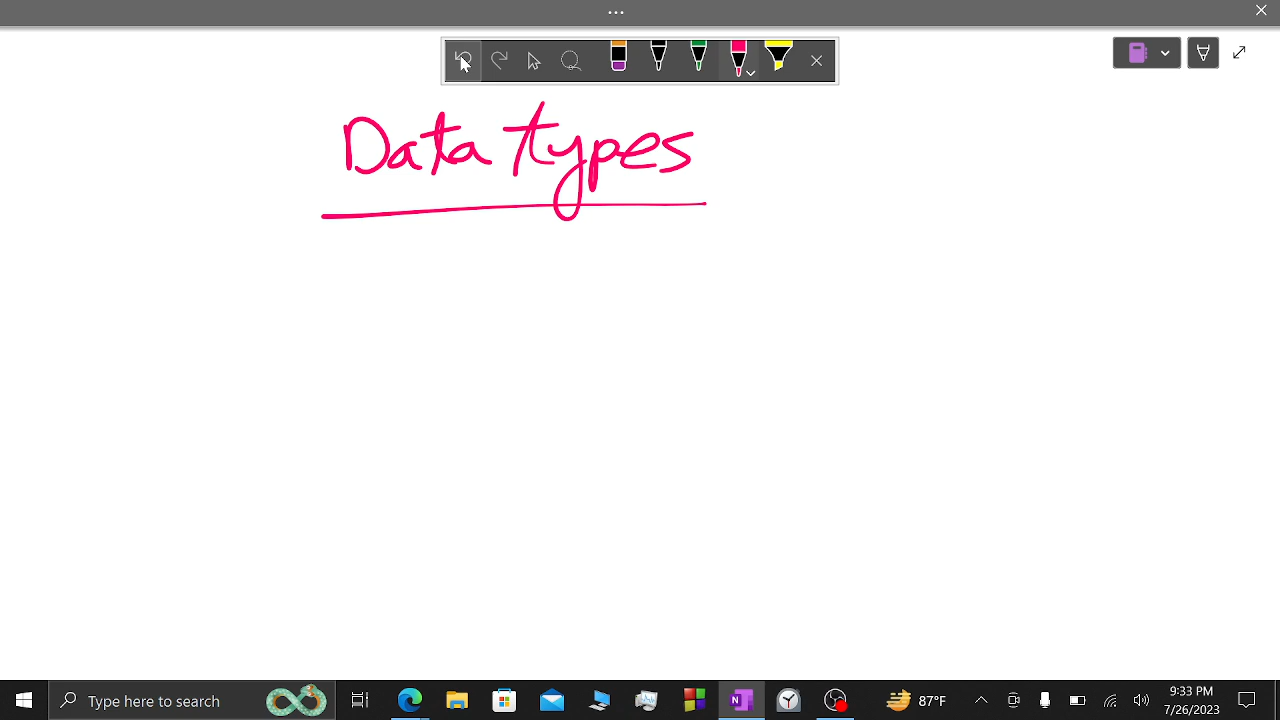 ...
Data types
Type here to search
87°F
9:33 PM
7/26/2023